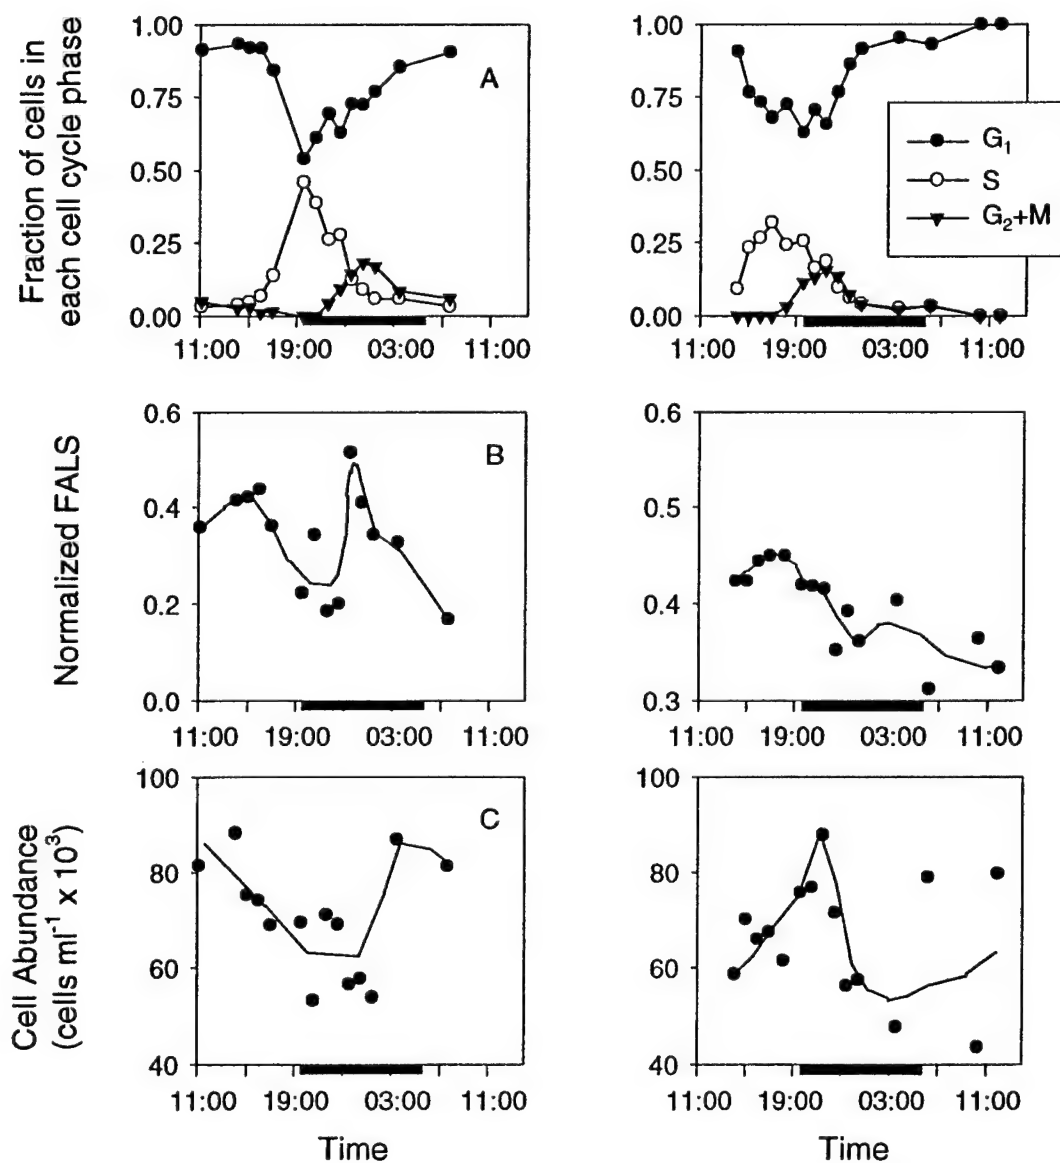 Fraction of cells in
each cell cycle phase
1.00
0.75
0.50
0.25
0.00
A
11:00 19:00 03:00 11:00
1.00
0.75
0.50
0.25
0.00
G1
S
G2+M
11:00 19:00 03:00 11:00
Normalized FALS
0.6
0.4
0.2
0.0
B
11:00 19:00 03:00 11:00
0.6
0.5
0.4
0.3
11:00 19:00 03:00 11:00
Cell Abundance
(cells ml⁻¹ x 10³)
100
80
60
40
C
11:00 19:00 03:00 11:00
Time
100
80
60
40
11:00 19:00 03:00 11:00
Time